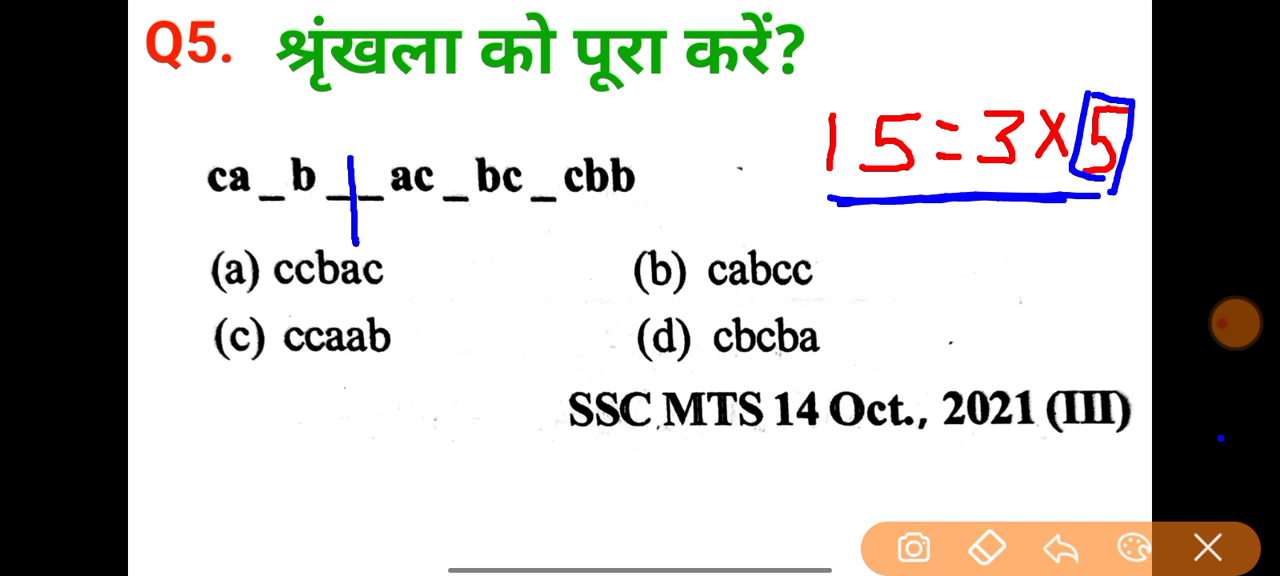 Q5. श्रृंखला को पूरा करें?
15=3×5
ca _ b _ _ ac _ bc _ cbb
(a) ccbac (b) cabcc
(c) ccaab (d) cbcba
SSC MTS 14 Oct., 2021 (III)